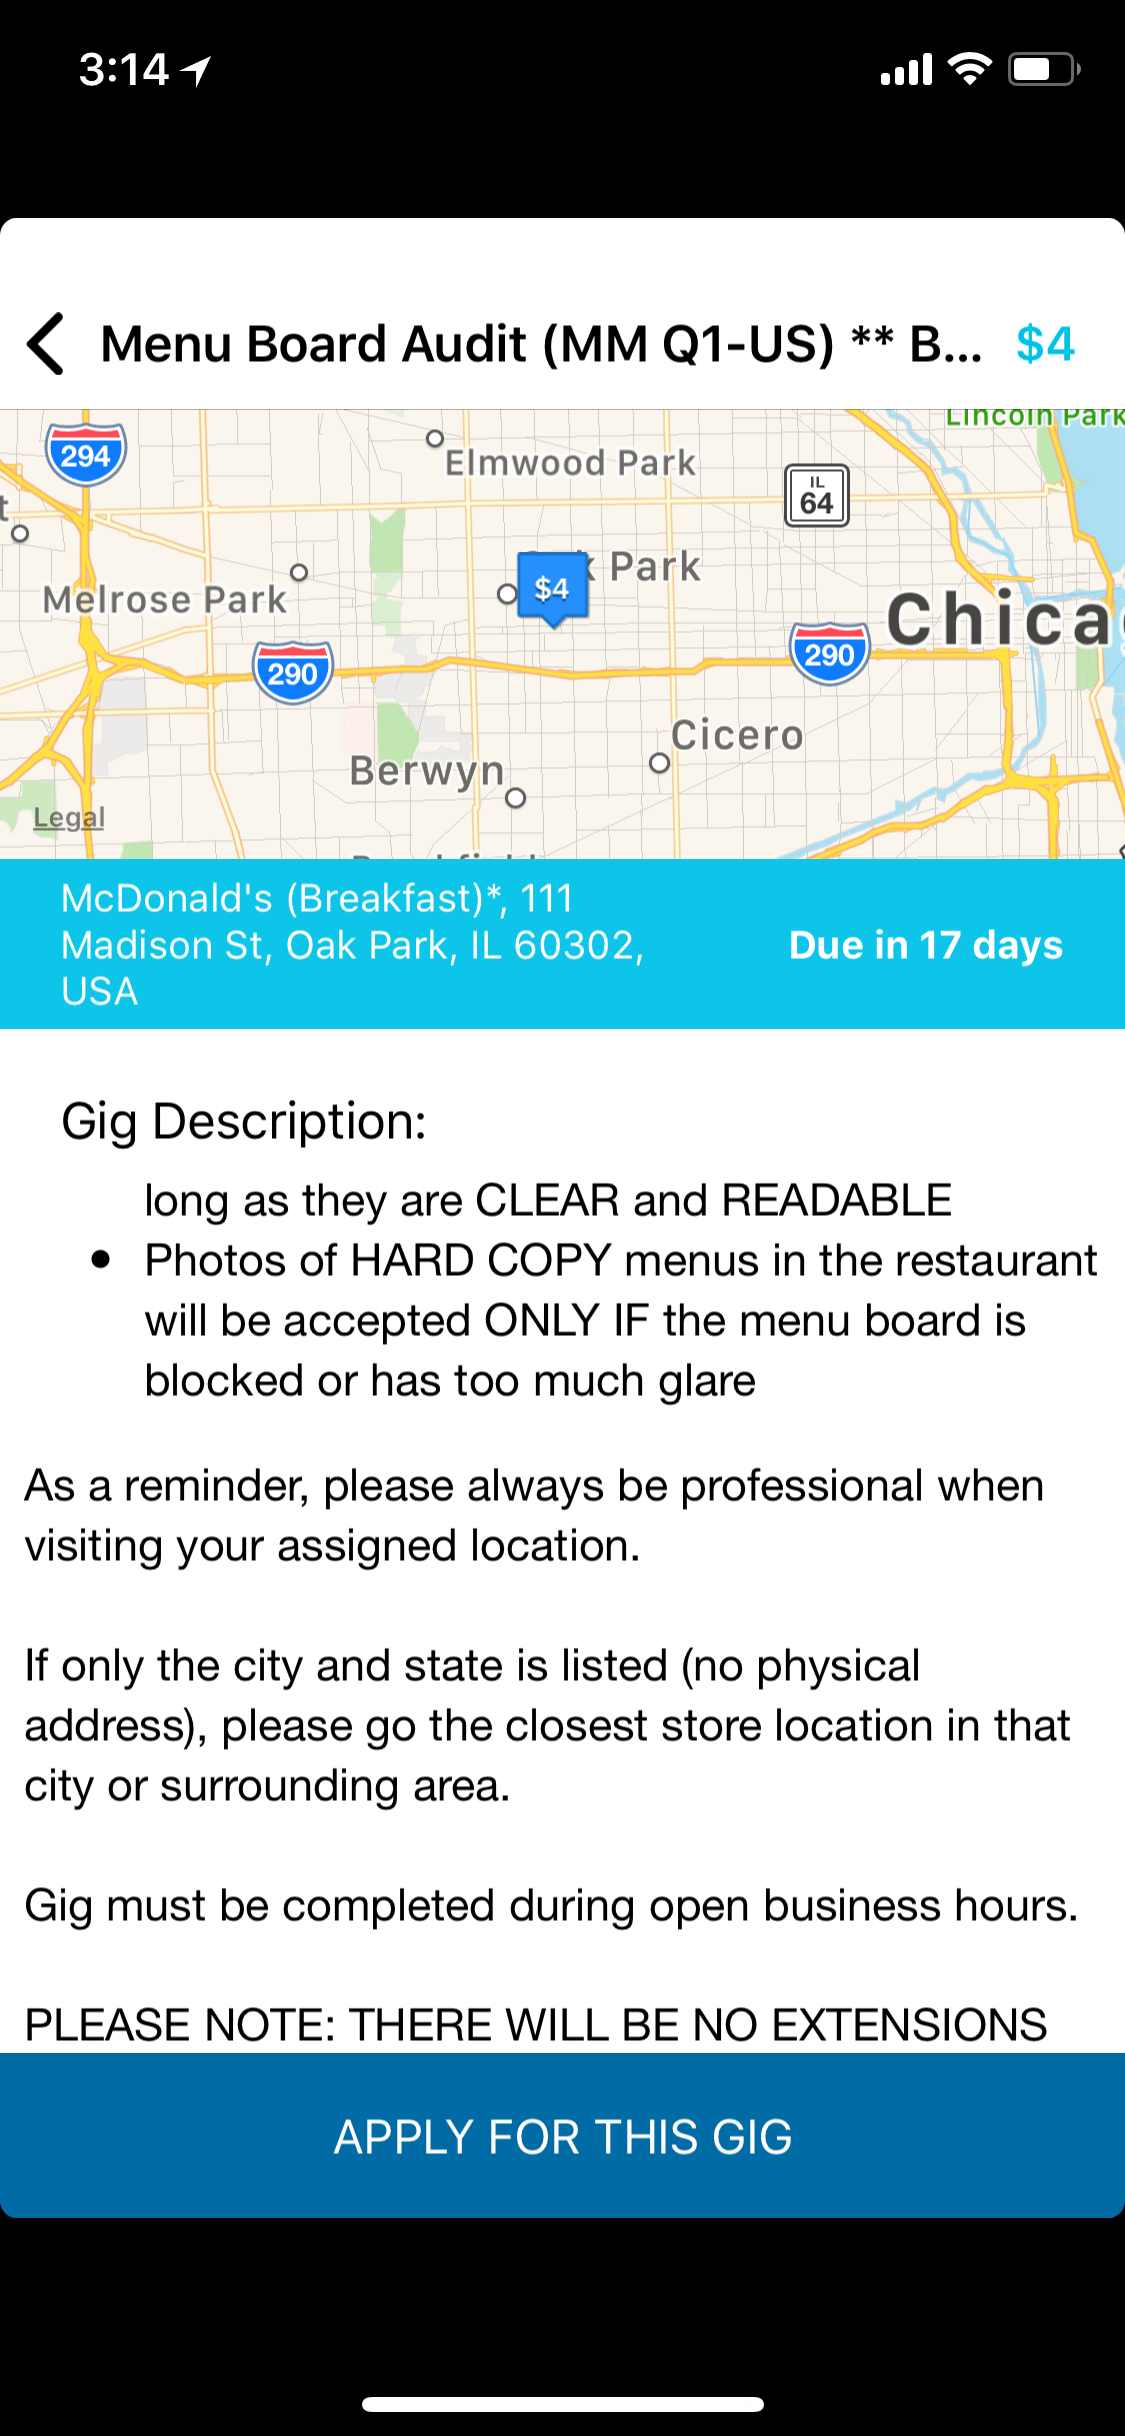 3:14
Menu Board Audit (MM Q1-US) ** B... $4
Lincoln Park
294
Elmwood Park
IL
64
Park
$4
Melrose Park
Chica
290
290
Cicero
Berwyn
Legal
McDonald's (Breakfast)*, 111
Madison St, Oak Park, IL 60302,
USA
Due in 17 days
Gig Description:
long as they are CLEAR and READABLE
• Photos of HARD COPY menus in the restaurant
will be accepted ONLY IF the menu board is
blocked or has too much glare
As a reminder, please always be professional when
visiting your assigned location.
If only the city and state is listed (no physical
address), please go the closest store location in that
city or surrounding area.
Gig must be completed during open business hours.
PLEASE NOTE: THERE WILL BE NO EXTENSIONS
APPLY FOR THIS GIG